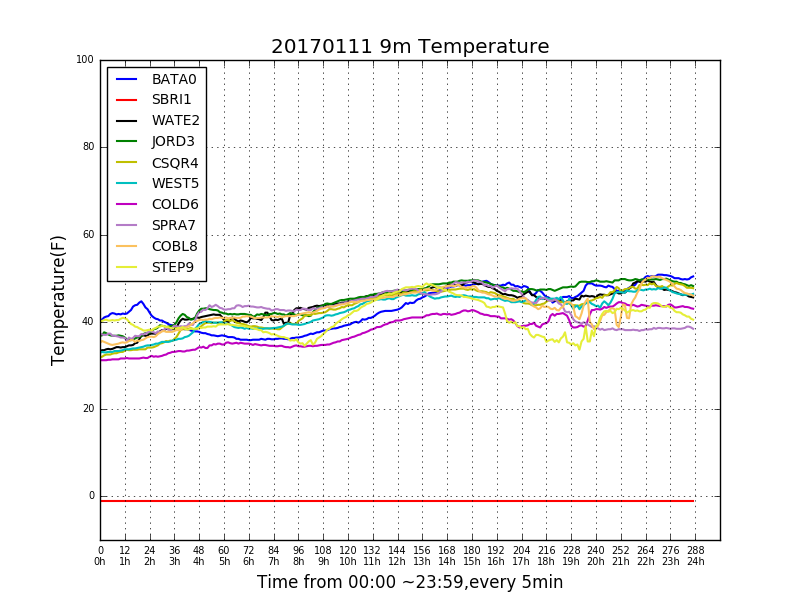 20170111 9m Temperature
100
80
60
40
20
0
Temperature(F)
BATA0
SBRI1
WATE2
JORD3
CSQR4
WEST5
COLD6
SPRA7
COBL8
STEP9
0 12 24 36 48 60 72 84 96 108 120 132 144 156 168 180 192 204 216 228 240 252 264 276 288
0h 1h 2h 3h 4h 5h 6h 7h 8h 9h 10h 11h 12h 13h 14h 15h 16h 17h 18h 19h 20h 21h 22h 23h 24h
Time from 00:00 ~23:59,every 5min